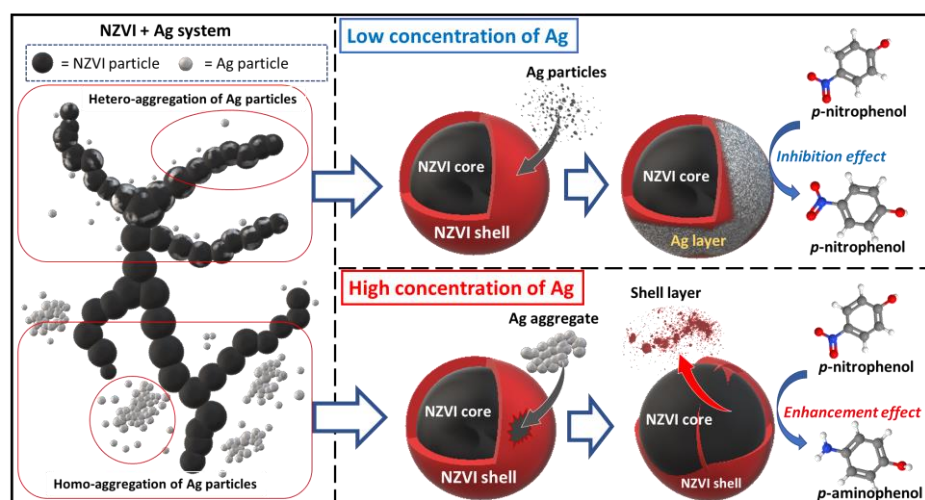 NZVI + Ag system
= NZVI particle
= Ag particle
Hetero-aggregation of Ag particles
Homo-aggregation of Ag particles
Low concentration of Ag
Ag particles
NZVI core
NZVI shell
NZVI core
Ag layer
p-nitrophenol
Inhibition effect
p-nitrophenol
High concentration of Ag
Ag aggregate
NZVI core
NZVI shell
Shell layer
NZVI core
NZVI shell
p-nitrophenol
Enhancement effect
p-aminophenol